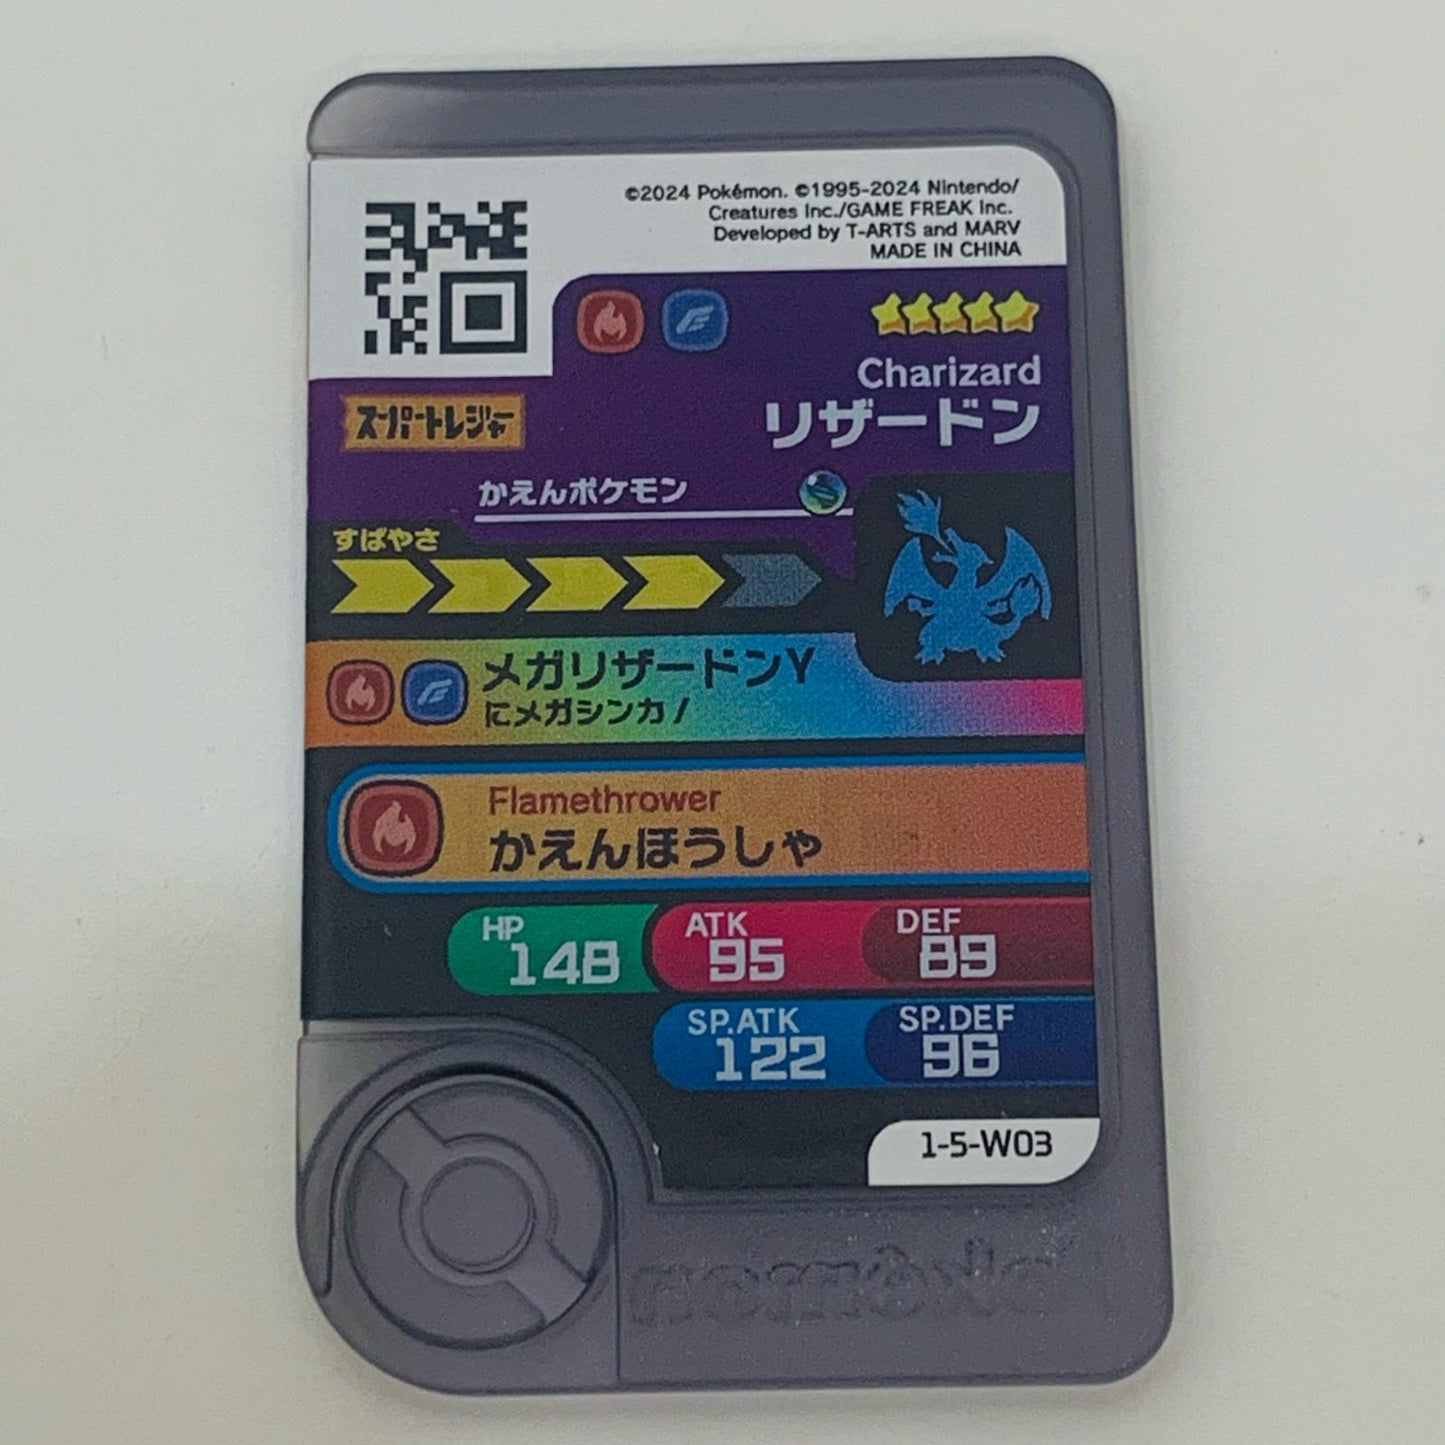 ©2024 Pokémon. ©1995-2024 Nintendo/
Creatures Inc./GAME FREAK Inc.
Developed by T-ARTS and MARV
MADE IN CHINA
Charizard
スーパートレジャー
リザードン
かえんポケモン
すばやさ
メガリザードンY
にメガシンカ!
Flamethrower
かえんほうしゃ
HP 148
ATK 95
DEF 89
SP.ATK 122
SP.DEF 96
1-5-W03